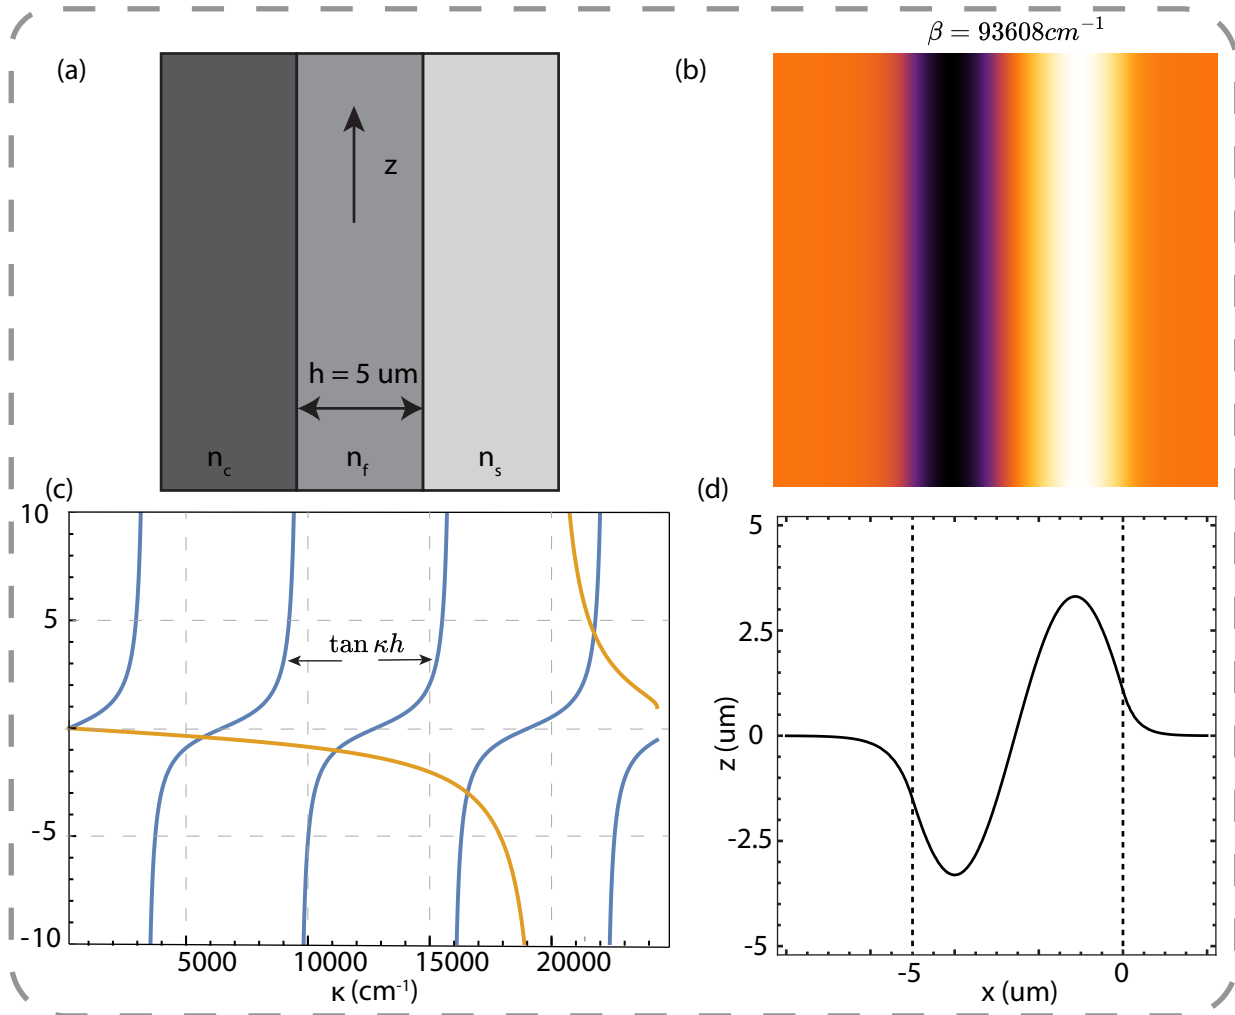 (a)
z
h = 5 um
n_c
n_f
n_s
β = 93608cm⁻¹
(b)
(c)
10
5
0
-5
-10
tan κh
5000 10000 15000 20000
κ (cm⁻¹)
(d)
5
2.5
0
-2.5
-5
z (um)
-5 0
x (um)